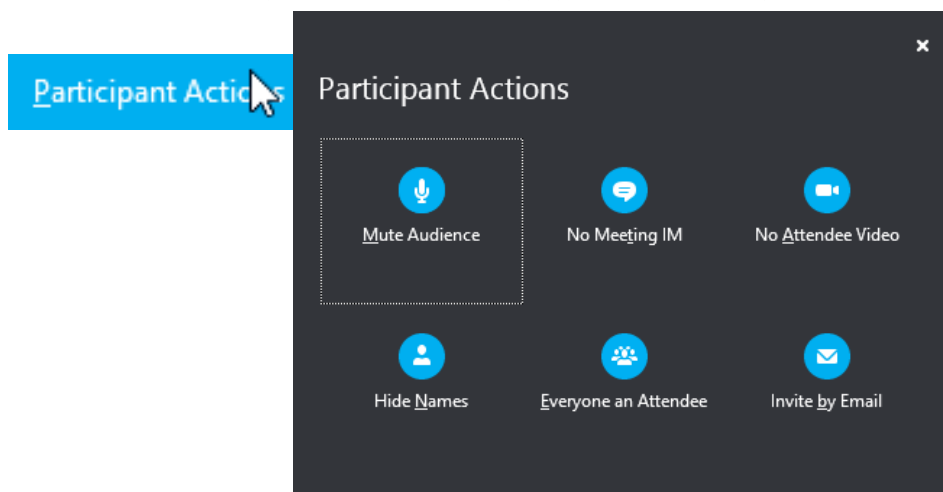 Participant Actions
Participant Actions
Mute Audience
No Meeting IM
No Attendee Video
Hide Names
Everyone an Attendee
Invite by Email